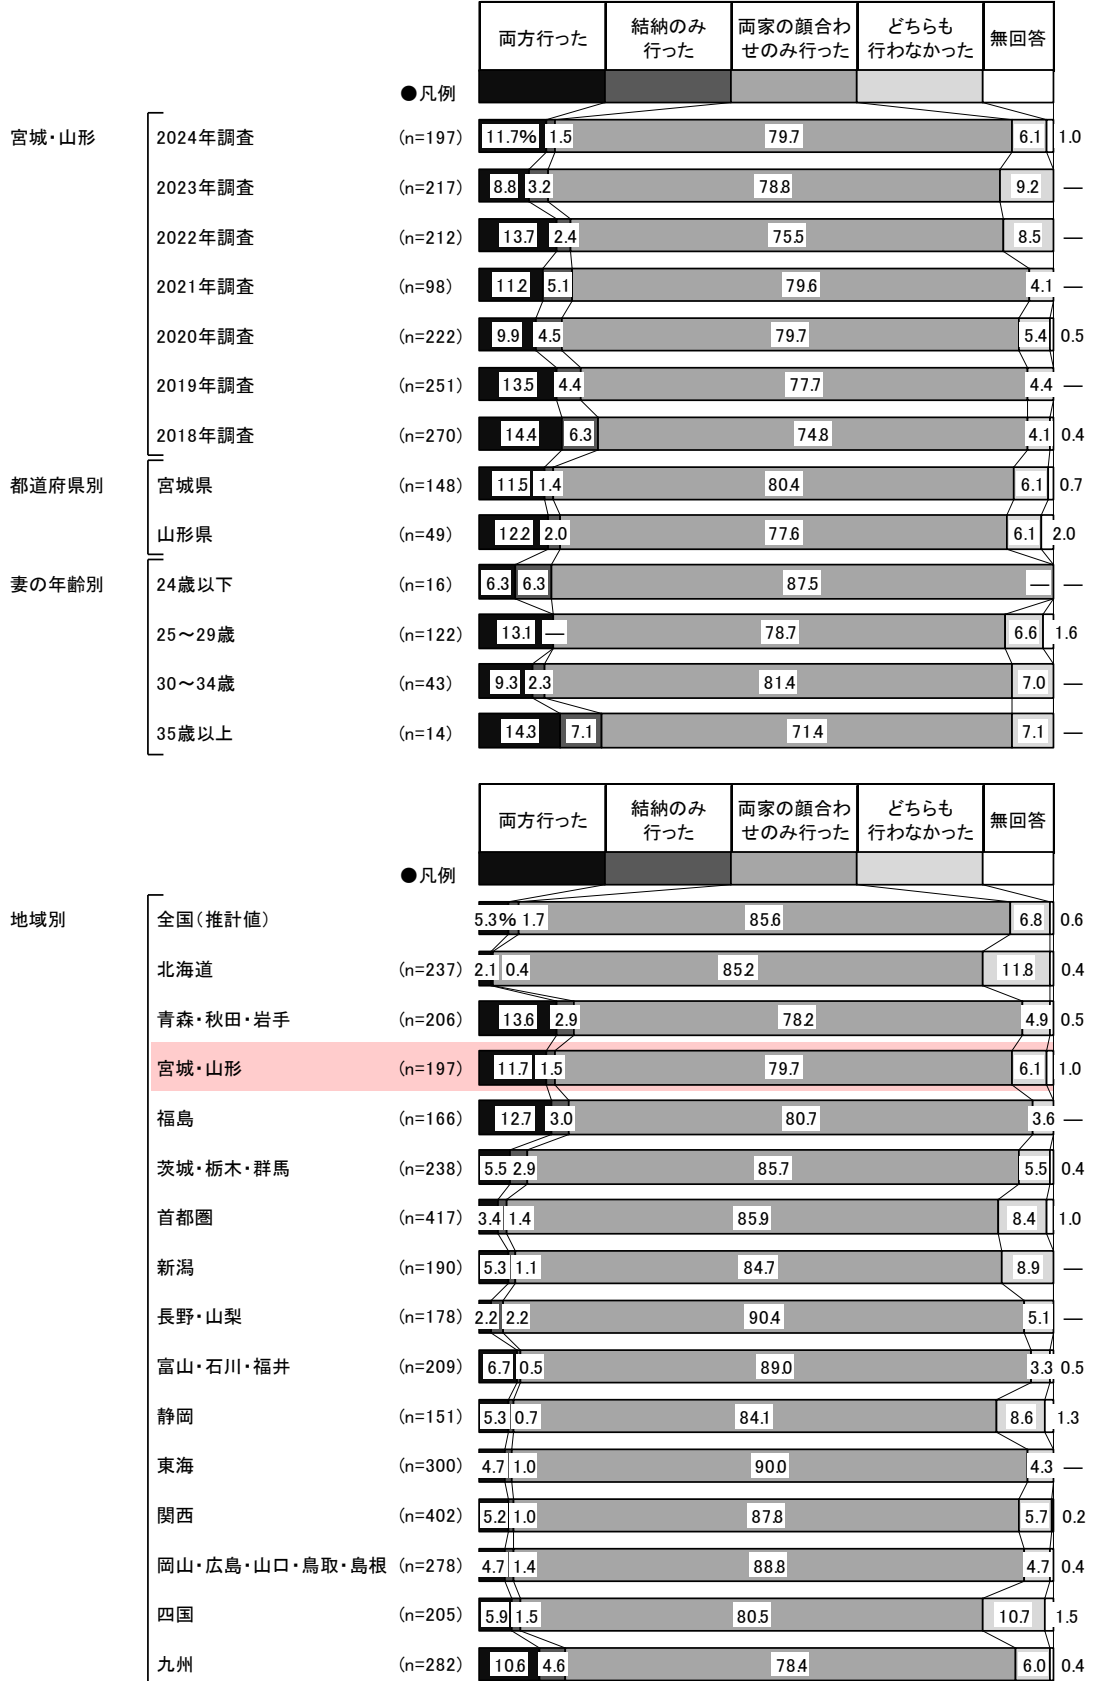 両方行った 結納のみ行った 両家の顔合わせのみ行った どちらも行わなかった 無回答
●凡例
宮城・山形 2024年調査 (n=197) 11.7% 1.5 79.7 6.1 1.0
2023年調査 (n=217) 8.8 3.2 78.8 9.2 —
2022年調査 (n=212) 13.7 2.4 75.5 8.5 —
2021年調査 (n=98) 11.2 5.1 79.6 4.1 —
2020年調査 (n=222) 9.9 4.5 79.7 5.4 0.5
2019年調査 (n=251) 13.5 4.4 77.7 4.4 —
2018年調査 (n=270) 14.4 6.3 74.8 4.1 0.4
都道府県別 宮城県 (n=148) 11.5 1.4 80.4 6.1 0.7
山形県 (n=49) 12.2 2.0 77.6 6.1 2.0
妻の年齢別 24歳以下 (n=16) 6.3 6.3 87.5 — —
25～29歳 (n=122) 13.1 — 78.7 6.6 1.6
30～34歳 (n=43) 9.3 2.3 81.4 7.0 —
35歳以上 (n=14) 14.3 7.1 71.4 7.1 —
両方行った 結納のみ行った 両家の顔合わせのみ行った どちらも行わなかった 無回答
●凡例
地域別 全国(推計値) 5.3% 1.7 85.6 6.8 0.6
北海道 (n=237) 2.1 0.4 85.2 11.8 0.4
青森・秋田・岩手 (n=206) 13.6 2.9 78.2 4.9 0.5
宮城・山形 (n=197) 11.7 1.5 79.7 6.1 1.0
福島 (n=166) 12.7 3.0 80.7 3.6 —
茨城・栃木・群馬 (n=238) 5.5 2.9 85.7 5.5 0.4
首都圏 (n=417) 3.4 1.4 85.9 8.4 1.0
新潟 (n=190) 5.3 1.1 84.7 8.9 —
長野・山梨 (n=178) 2.2 2.2 90.4 5.1 —
富山・石川・福井 (n=209) 6.7 0.5 89.0 3.3 0.5
静岡 (n=151) 5.3 0.7 84.1 8.6 1.3
東海 (n=300) 4.7 1.0 90.0 4.3 —
関西 (n=402) 5.2 1.0 87.8 5.7 0.2
岡山・広島・山口・鳥取・島根 (n=278) 4.7 1.4 88.8 4.7 0.4
四国 (n=205) 5.9 1.5 80.5 10.7 1.5
九州 (n=282) 10.6 4.6 78.4 6.0 0.4